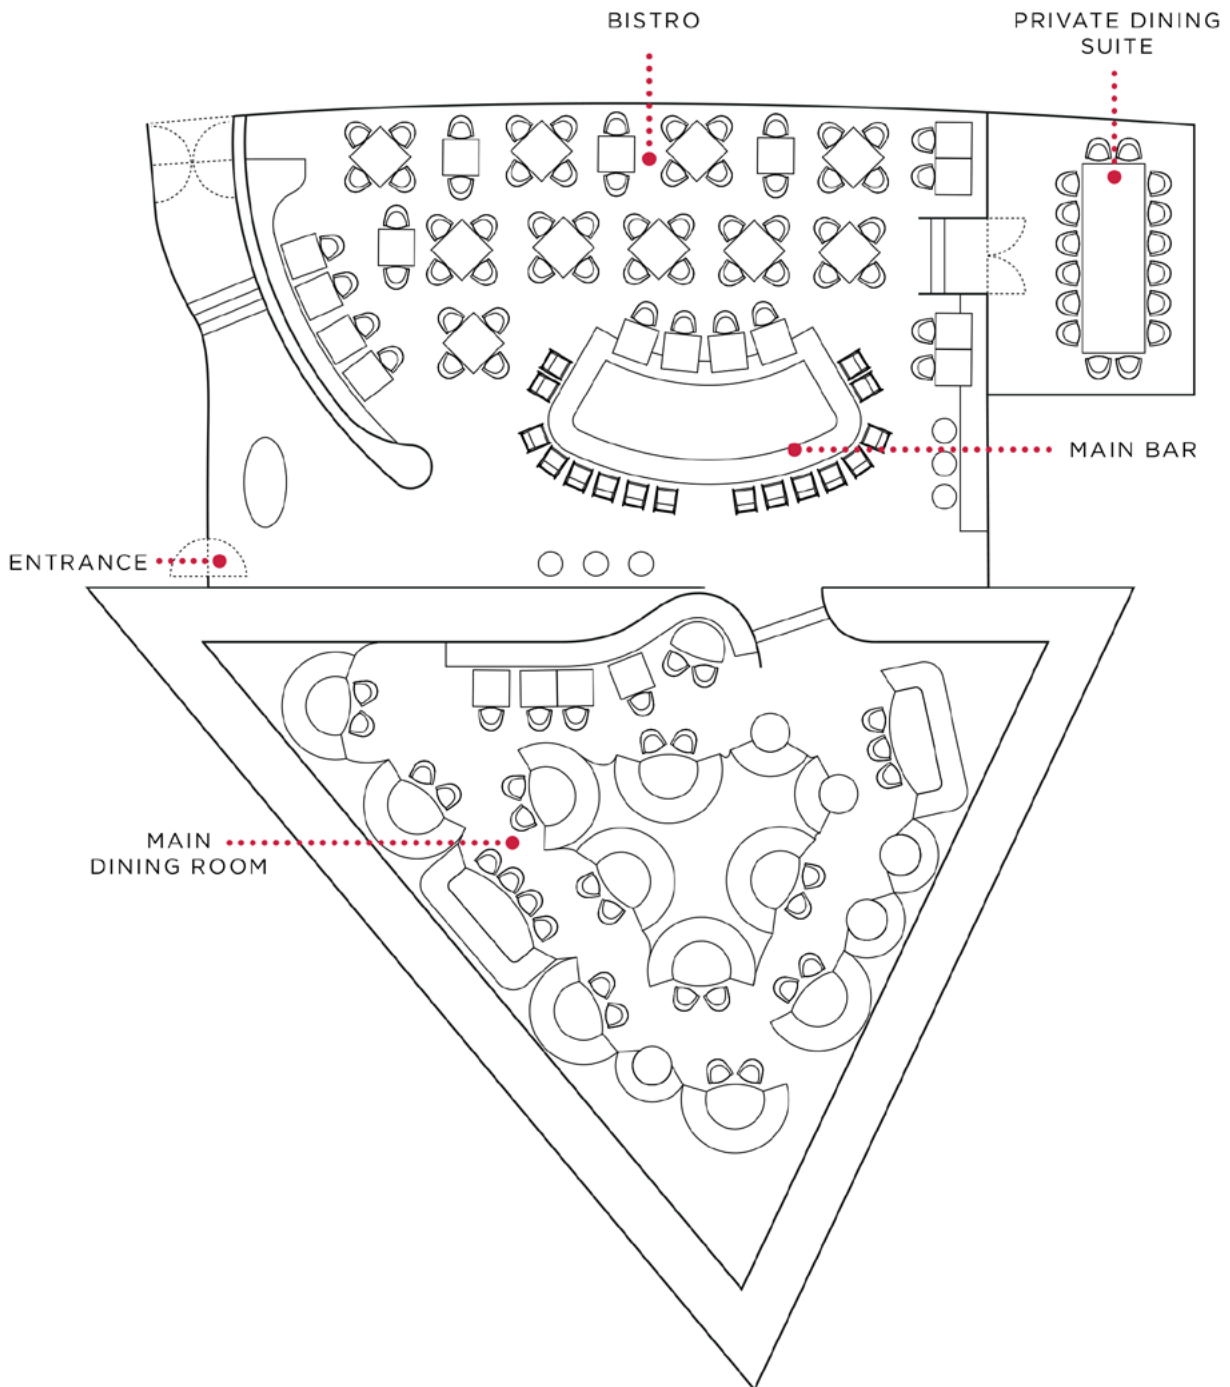 BISTRO
PRIVATE DINING
SUITE
MAIN BAR
ENTRANCE
MAIN
DINING ROOM